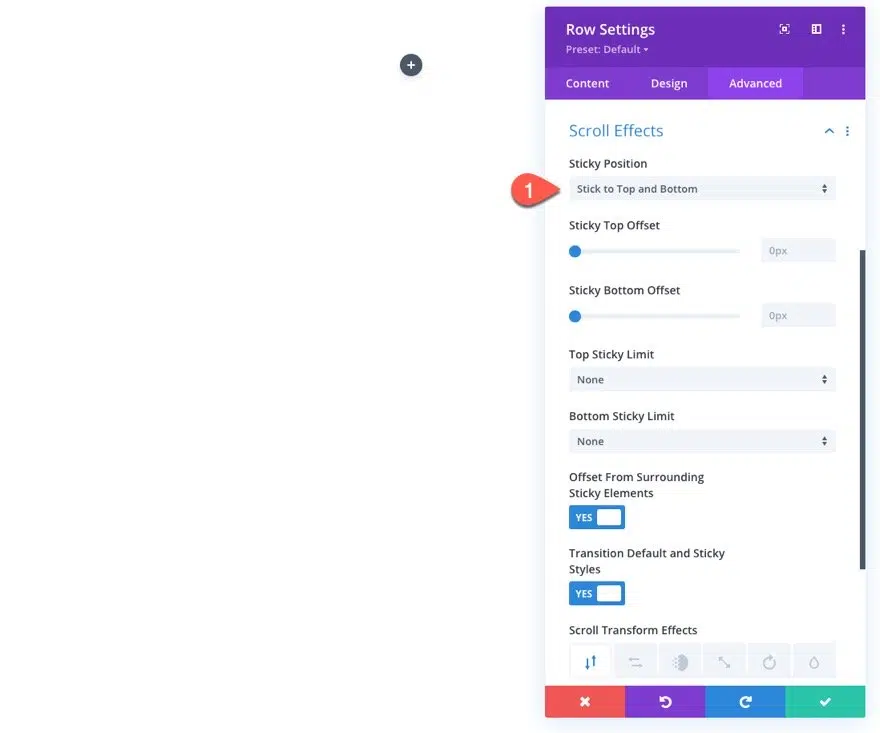 Row Settings
Preset: Default
Content Design Advanced
Scroll Effects
Sticky Position
1
Stick to Top and Bottom
Sticky Top Offset
0px
Sticky Bottom Offset
0px
Top Sticky Limit
None
Bottom Sticky Limit
None
Offset From Surrounding
Sticky Elements
YES
Transition Default and Sticky
Styles
YES
Scroll Transform Effects